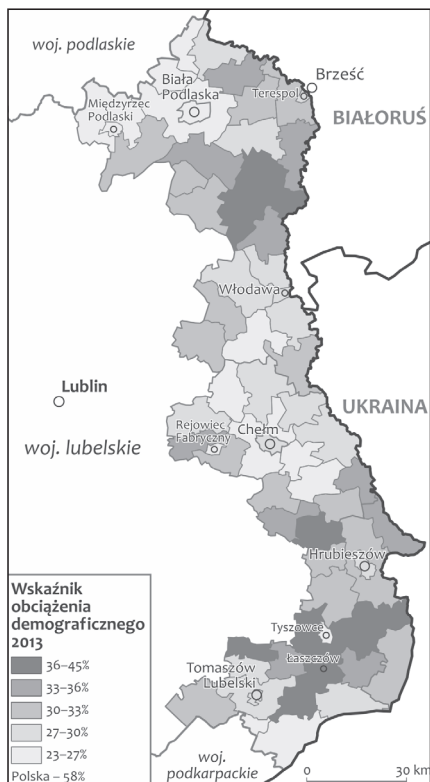 woj. podlaskie
Biała
Podlaska
Brześć
Terespol
Międzyrzec
Podlaski
BIAŁORUŚ
Włodawa
Lublin
UKRAINA
Rejowiec
Fabryczny
Chełm
woj. lubelskie
Hrubieszów
Wskaźnik
obciążenia
demograficznego
2013
36–45%
33–36%
30–33%
27–30%
23–27%
Polska – 58%
Tyszowce
Łaszczów
Tomaszów
Lubelski
woj.
podkarpackie
0 30 km